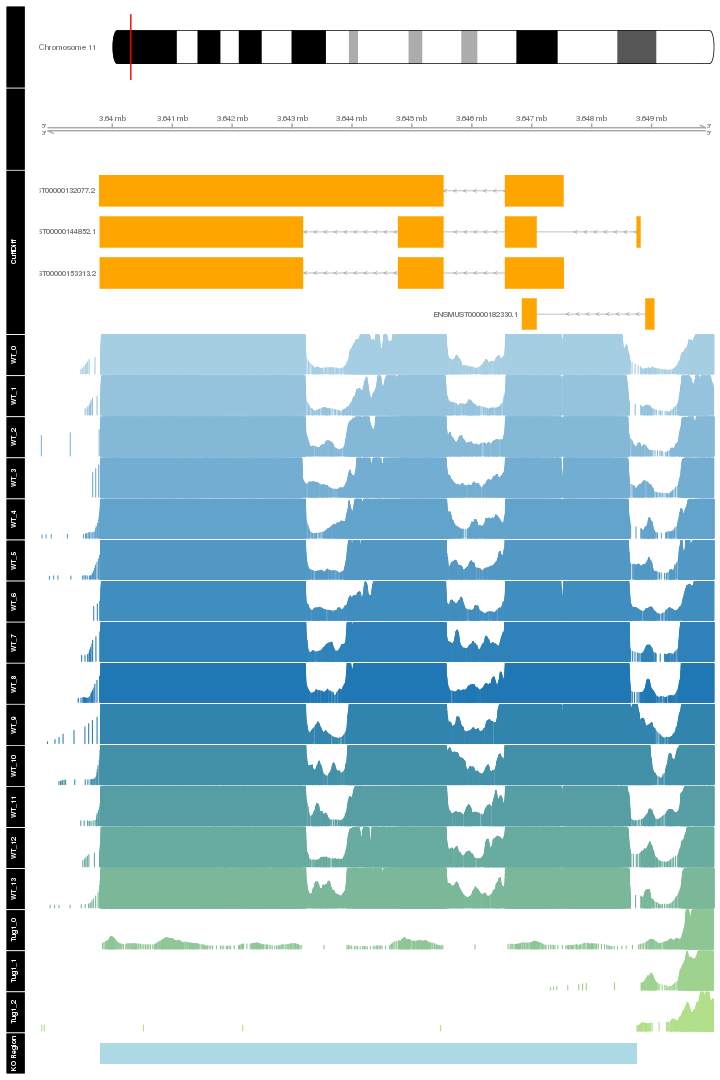 Chromosome 11
3.64 mb 3.641 mb 3.642 mb 3.643 mb 3.644 mb 3.645 mb 3.646 mb 3.647 mb 3.648 mb 3.649 mb
5' 3'
3' 5'
CuffDiff
ST00000132077.2
ST00000144852.1
ST00000153313.2
ENSMUST00000182330.1
WT_0
WT_1
WT_2
WT_3
WT_4
WT_5
WT_6
WT_7
WT_8
WT_9
WT_10
WT_11
WT_12
WT_13
Tug1_0
Tug1_1
Tug1_2
KO Region